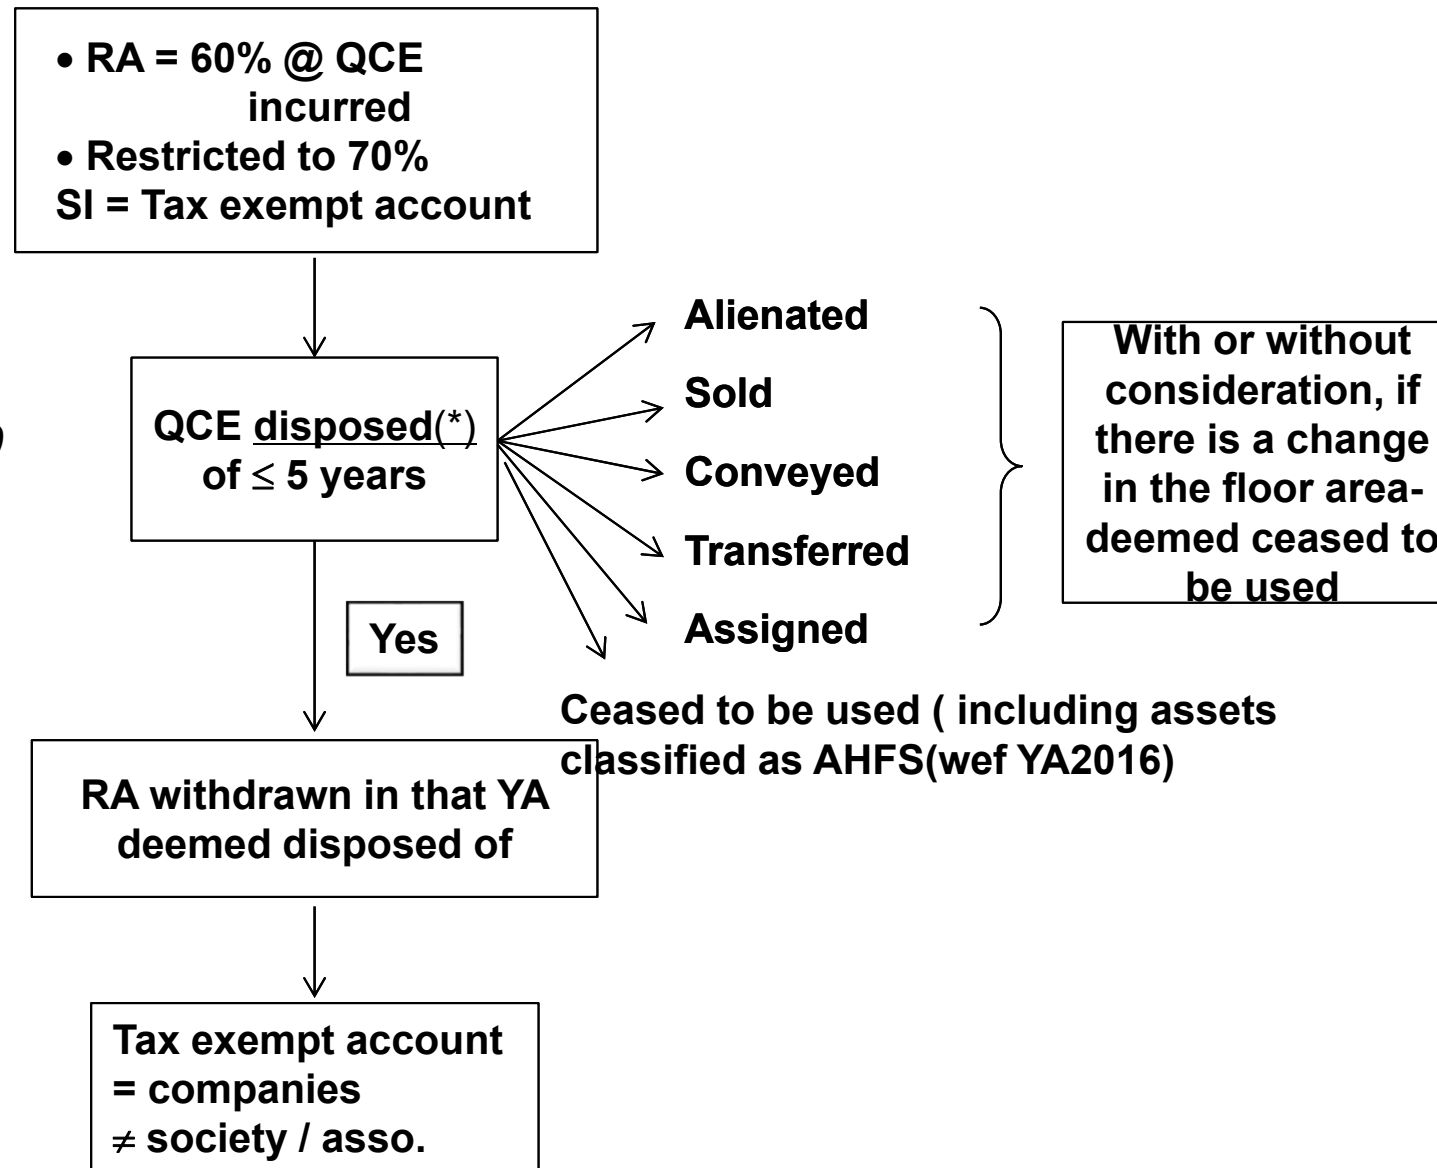 • RA = 60% @ QCE
incurred
• Restricted to 70%
SI = Tax exempt account
QCE disposed(*)
of ≤ 5 years
Alienated
Sold
Conveyed
Transferred
Assigned
Ceased to be used ( including assets
classified as AHFS(wef YA2016)
With or without
consideration, if
there is a change
in the floor area-
deemed ceased to
be used
Yes
RA withdrawn in that YA
deemed disposed of
Tax exempt account
= companies
≠ society / asso.